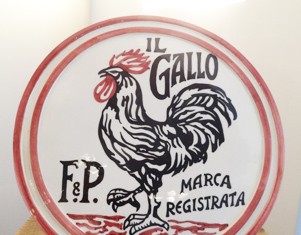 IL
GALLO
F&P.
MARCA
REGISTRATA